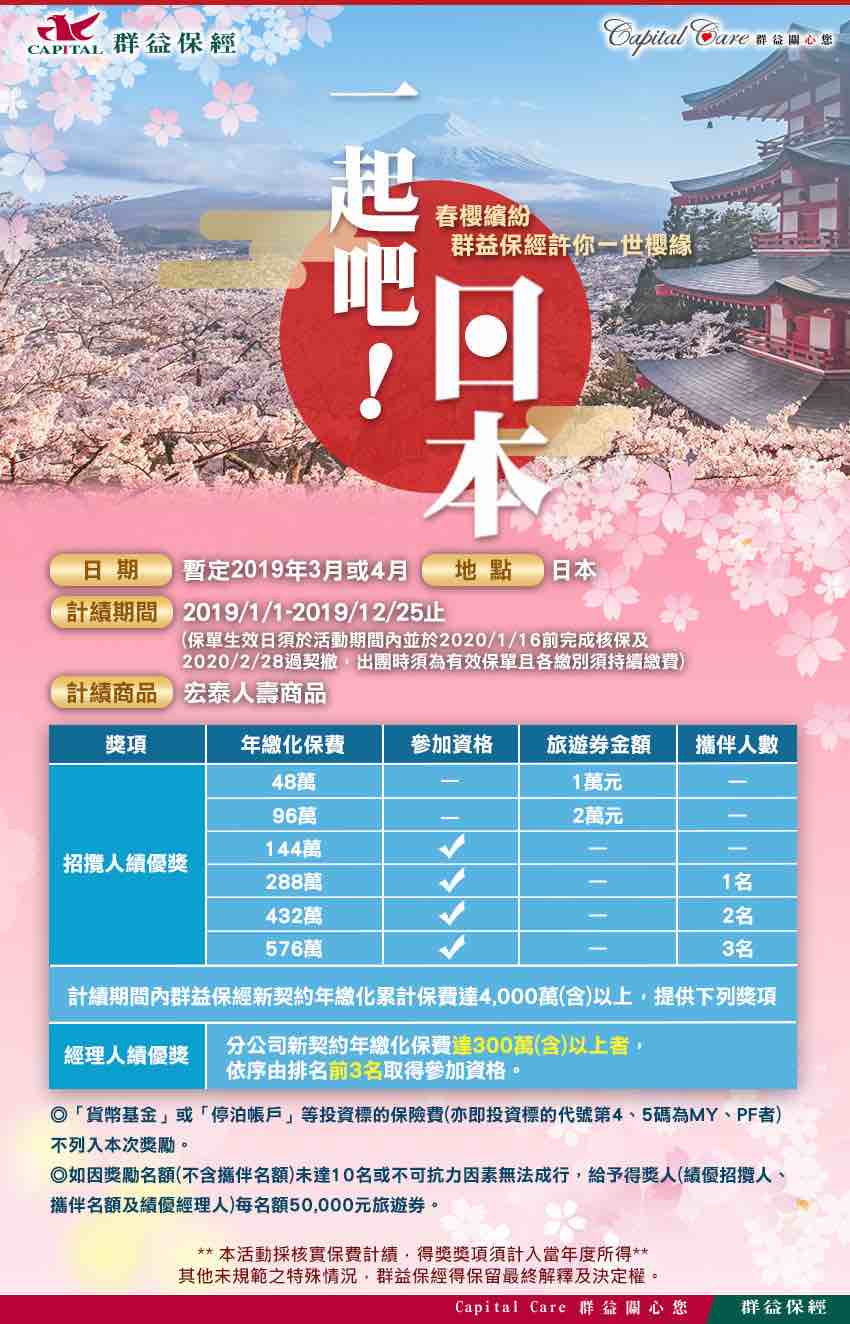 CAPITAL 群益保經
Capital Care 群益關心您
一起吧！
日本
春櫻繽紛
群益保經許你一世櫻緣
日期 暫定2019年3月或4月 地點 日本
計績期間 2019/1/1-2019/12/25止
(保單生效日須於活動期間內並於2020/1/16前完成核保及
2020/2/28過契撤，出團時須為有效保單且各繳別須持續繳費)
計績商品 宏泰人壽商品
獎項 年繳化保費 參加資格 旅遊券金額 攜伴人數
招攬人績優獎
48萬 — 1萬元 —
96萬 — 2萬元 —
144萬 ✓ — —
288萬 ✓ — 1名
432萬 ✓ — 2名
576萬 ✓ — 3名
計績期間內群益保經新契約年繳化累計保費達4,000萬(含)以上，提供下列獎項
經理人績優獎
分公司新契約年繳化保費達300萬(含)以上者，
依序由排名前3名取得參加資格。
◎「貨幣基金」或「停泊帳戶」等投資標的保險費(亦即投資標的代號第4、5碼為MY、PF者)
不列入本次獎勵。
◎如因獎勵名額(不含攜伴名額)未達10名或不可抗力因素無法成行，給予得獎人(績優招攬人、
攜伴名額及績優經理人)每名額50,000元旅遊券。
** 本活動採核實保費計績，得獎獎項須計入當年度所得**
其他未規範之特殊情況，群益保經得保留最終解釋及決定權。
Capital Care 群益關心您 群益保經